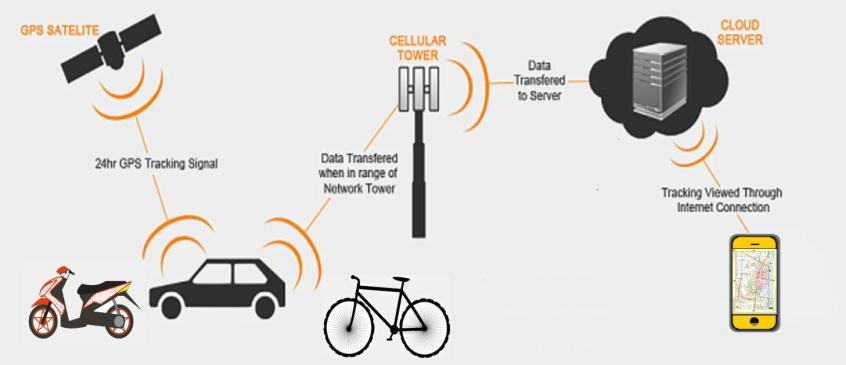 GPS SATELITE
CELLULAR
TOWER
CLOUD
SERVER
Data
Transfered
to Server
24hr GPS Tracking Signal
Data Transfered
when in range of
Network Tower
Tracking Viewed Through
Internet Connection